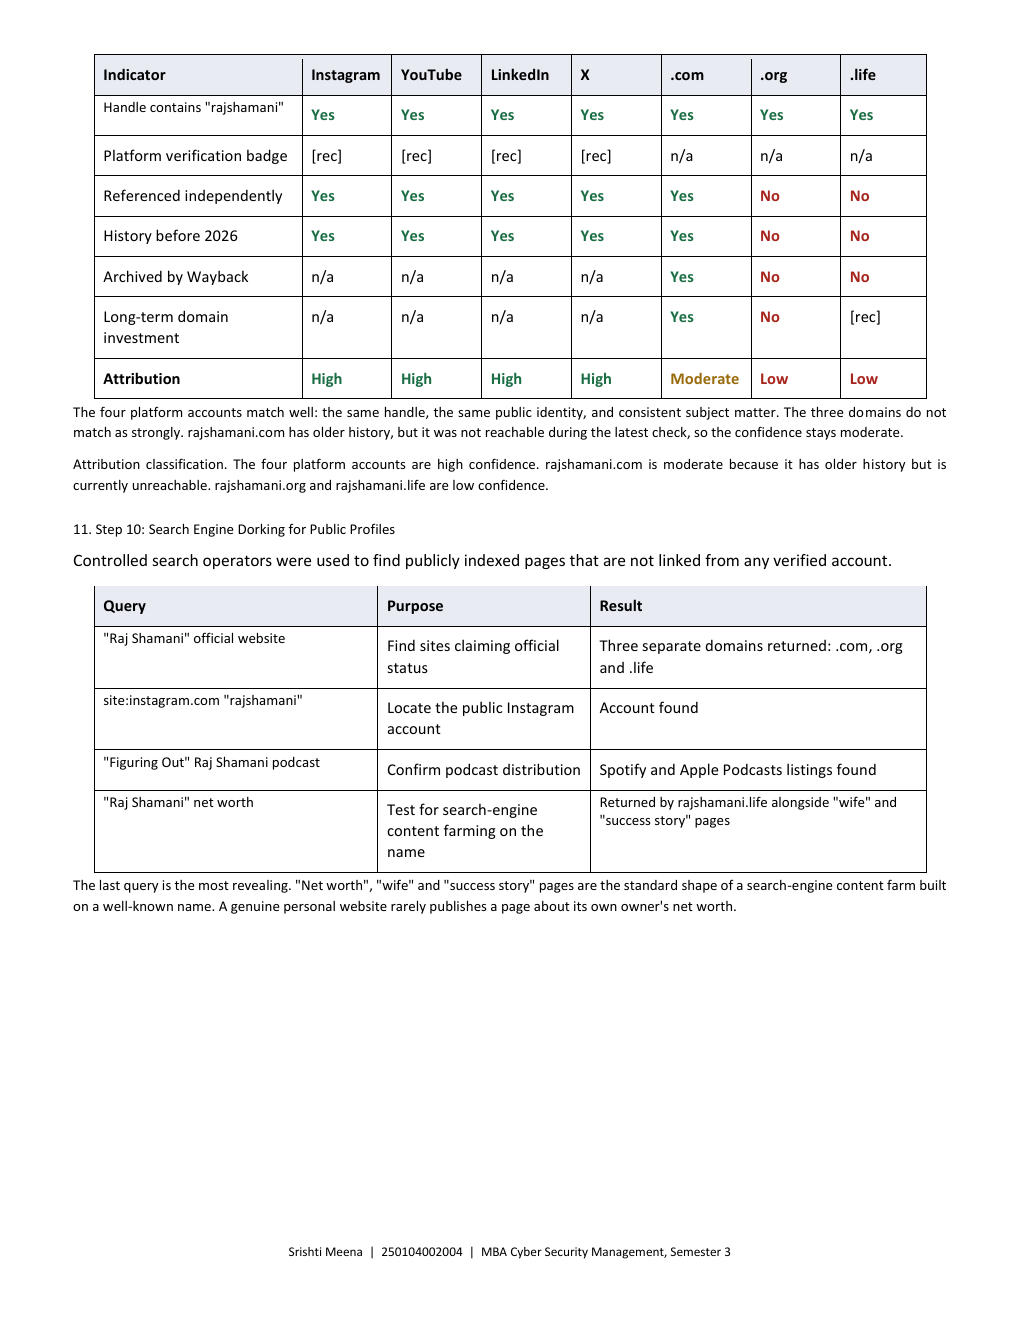 Indicator Instagram YouTube LinkedIn X .com .org .life
Handle contains "rajshamani" Yes Yes Yes Yes Yes Yes Yes
Platform verification badge [rec] [rec] [rec] [rec] n/a n/a n/a
Referenced independently Yes Yes Yes Yes Yes No No
History before 2026 Yes Yes Yes Yes Yes No No
Archived by Wayback n/a n/a n/a n/a Yes No No
Long-term domain n/a n/a n/a n/a Yes No [rec]
investment
Attribution High High High High Moderate Low Low
The four platform accounts match well: the same handle, the same public identity, and consistent subject matter. The three domains do not
match as strongly. rajshamani.com has older history, but it was not reachable during the latest check, so the confidence stays moderate.
Attribution classification. The four platform accounts are high confidence. rajshamani.com is moderate because it has older history but is
currently unreachable. rajshamani.org and rajshamani.life are low confidence.
11. Step 10: Search Engine Dorking for Public Profiles
Controlled search operators were used to find publicly indexed pages that are not linked from any verified account.
Query Purpose Result
"Raj Shamani" official website Find sites claiming official Three separate domains returned: .com, .org
status and .life
site:instagram.com "rajshamani" Locate the public Instagram Account found
account
"Figuring Out" Raj Shamani podcast Confirm podcast distribution Spotify and Apple Podcasts listings found
"Raj Shamani" net worth Test for search-engine Returned by rajshamani.life alongside "wife" and
content farming on the "success story" pages
name
The last query is the most revealing. "Net worth", "wife" and "success story" pages are the standard shape of a search-engine content farm built
on a well-known name. A genuine personal website rarely publishes a page about its own owner's net worth.
Srishti Meena | 250104002004 | MBA Cyber Security Management, Semester 3